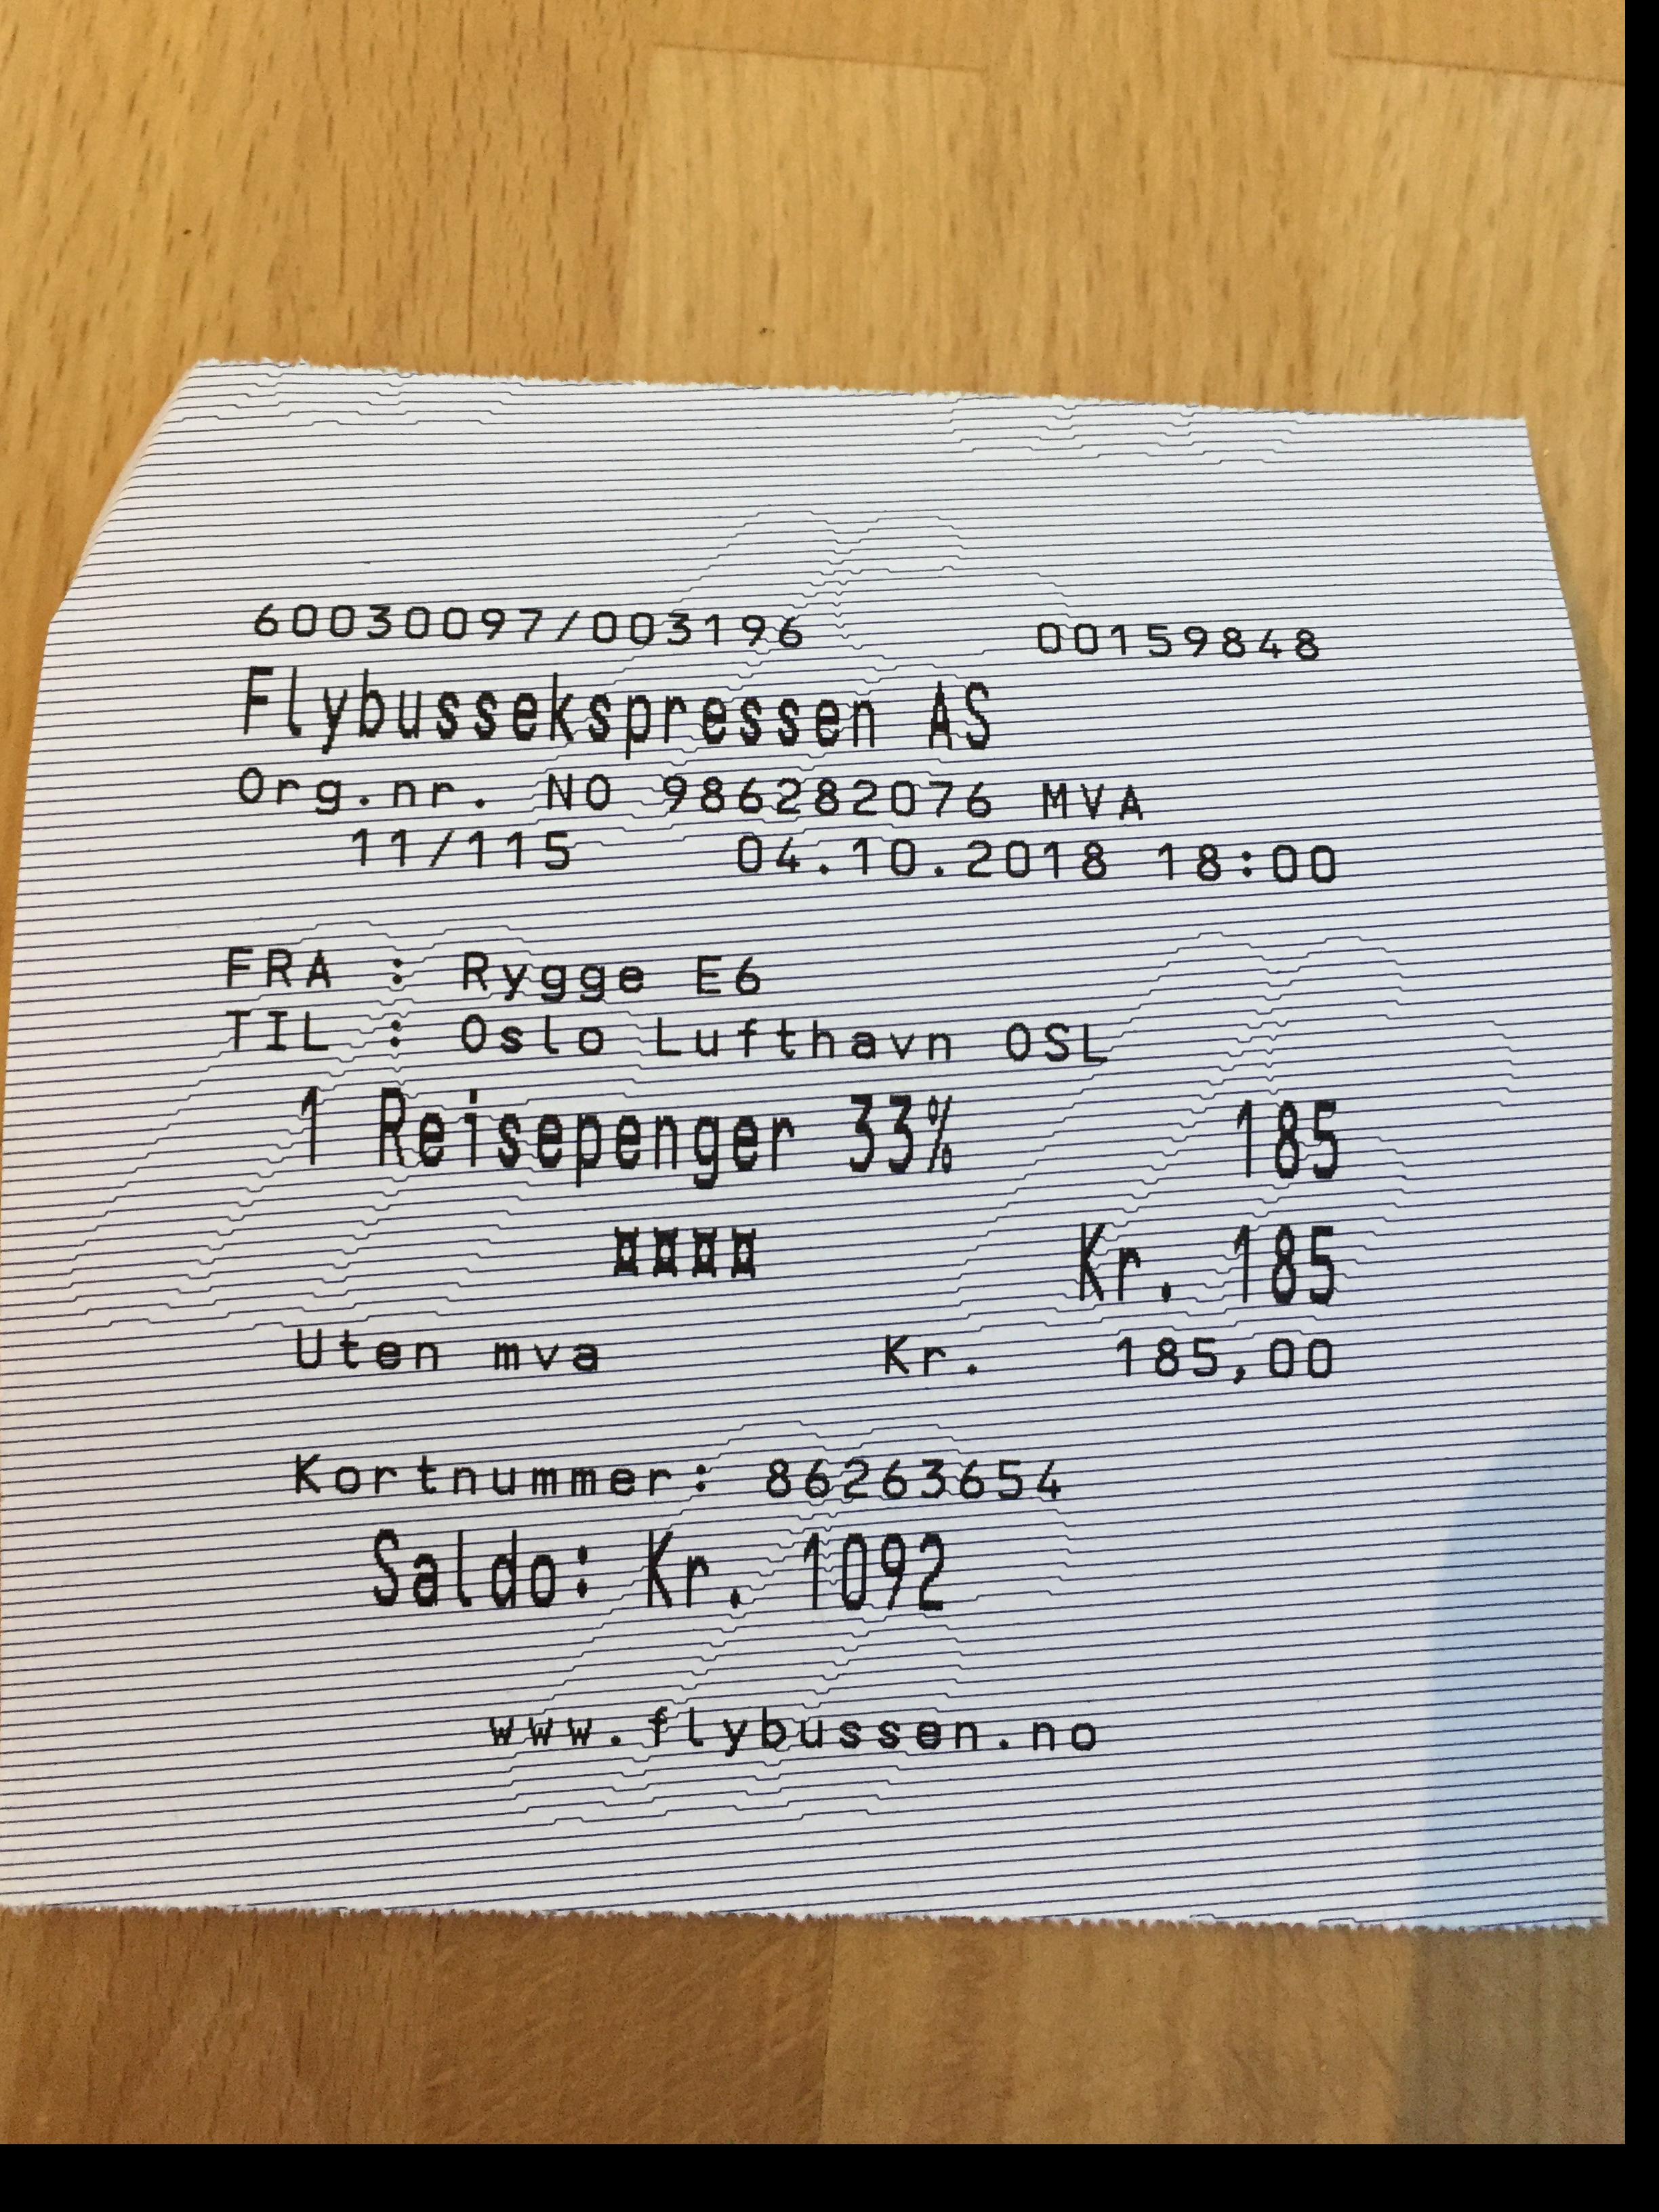 60030097/003196 00159848
Flybussekspressen AS
Org.nr. NO 986282076 MVA
11/115 04.10.2018 18:00
FRA : Rygge E6
TIL : Oslo Lufthavn OSL
1 Reisepenger 33% 185
¤¤¤¤ Kr. 185
Uten mva Kr. 185,00
Kortnummer: 86263654
Saldo: Kr. 1092
www.flybussen.no